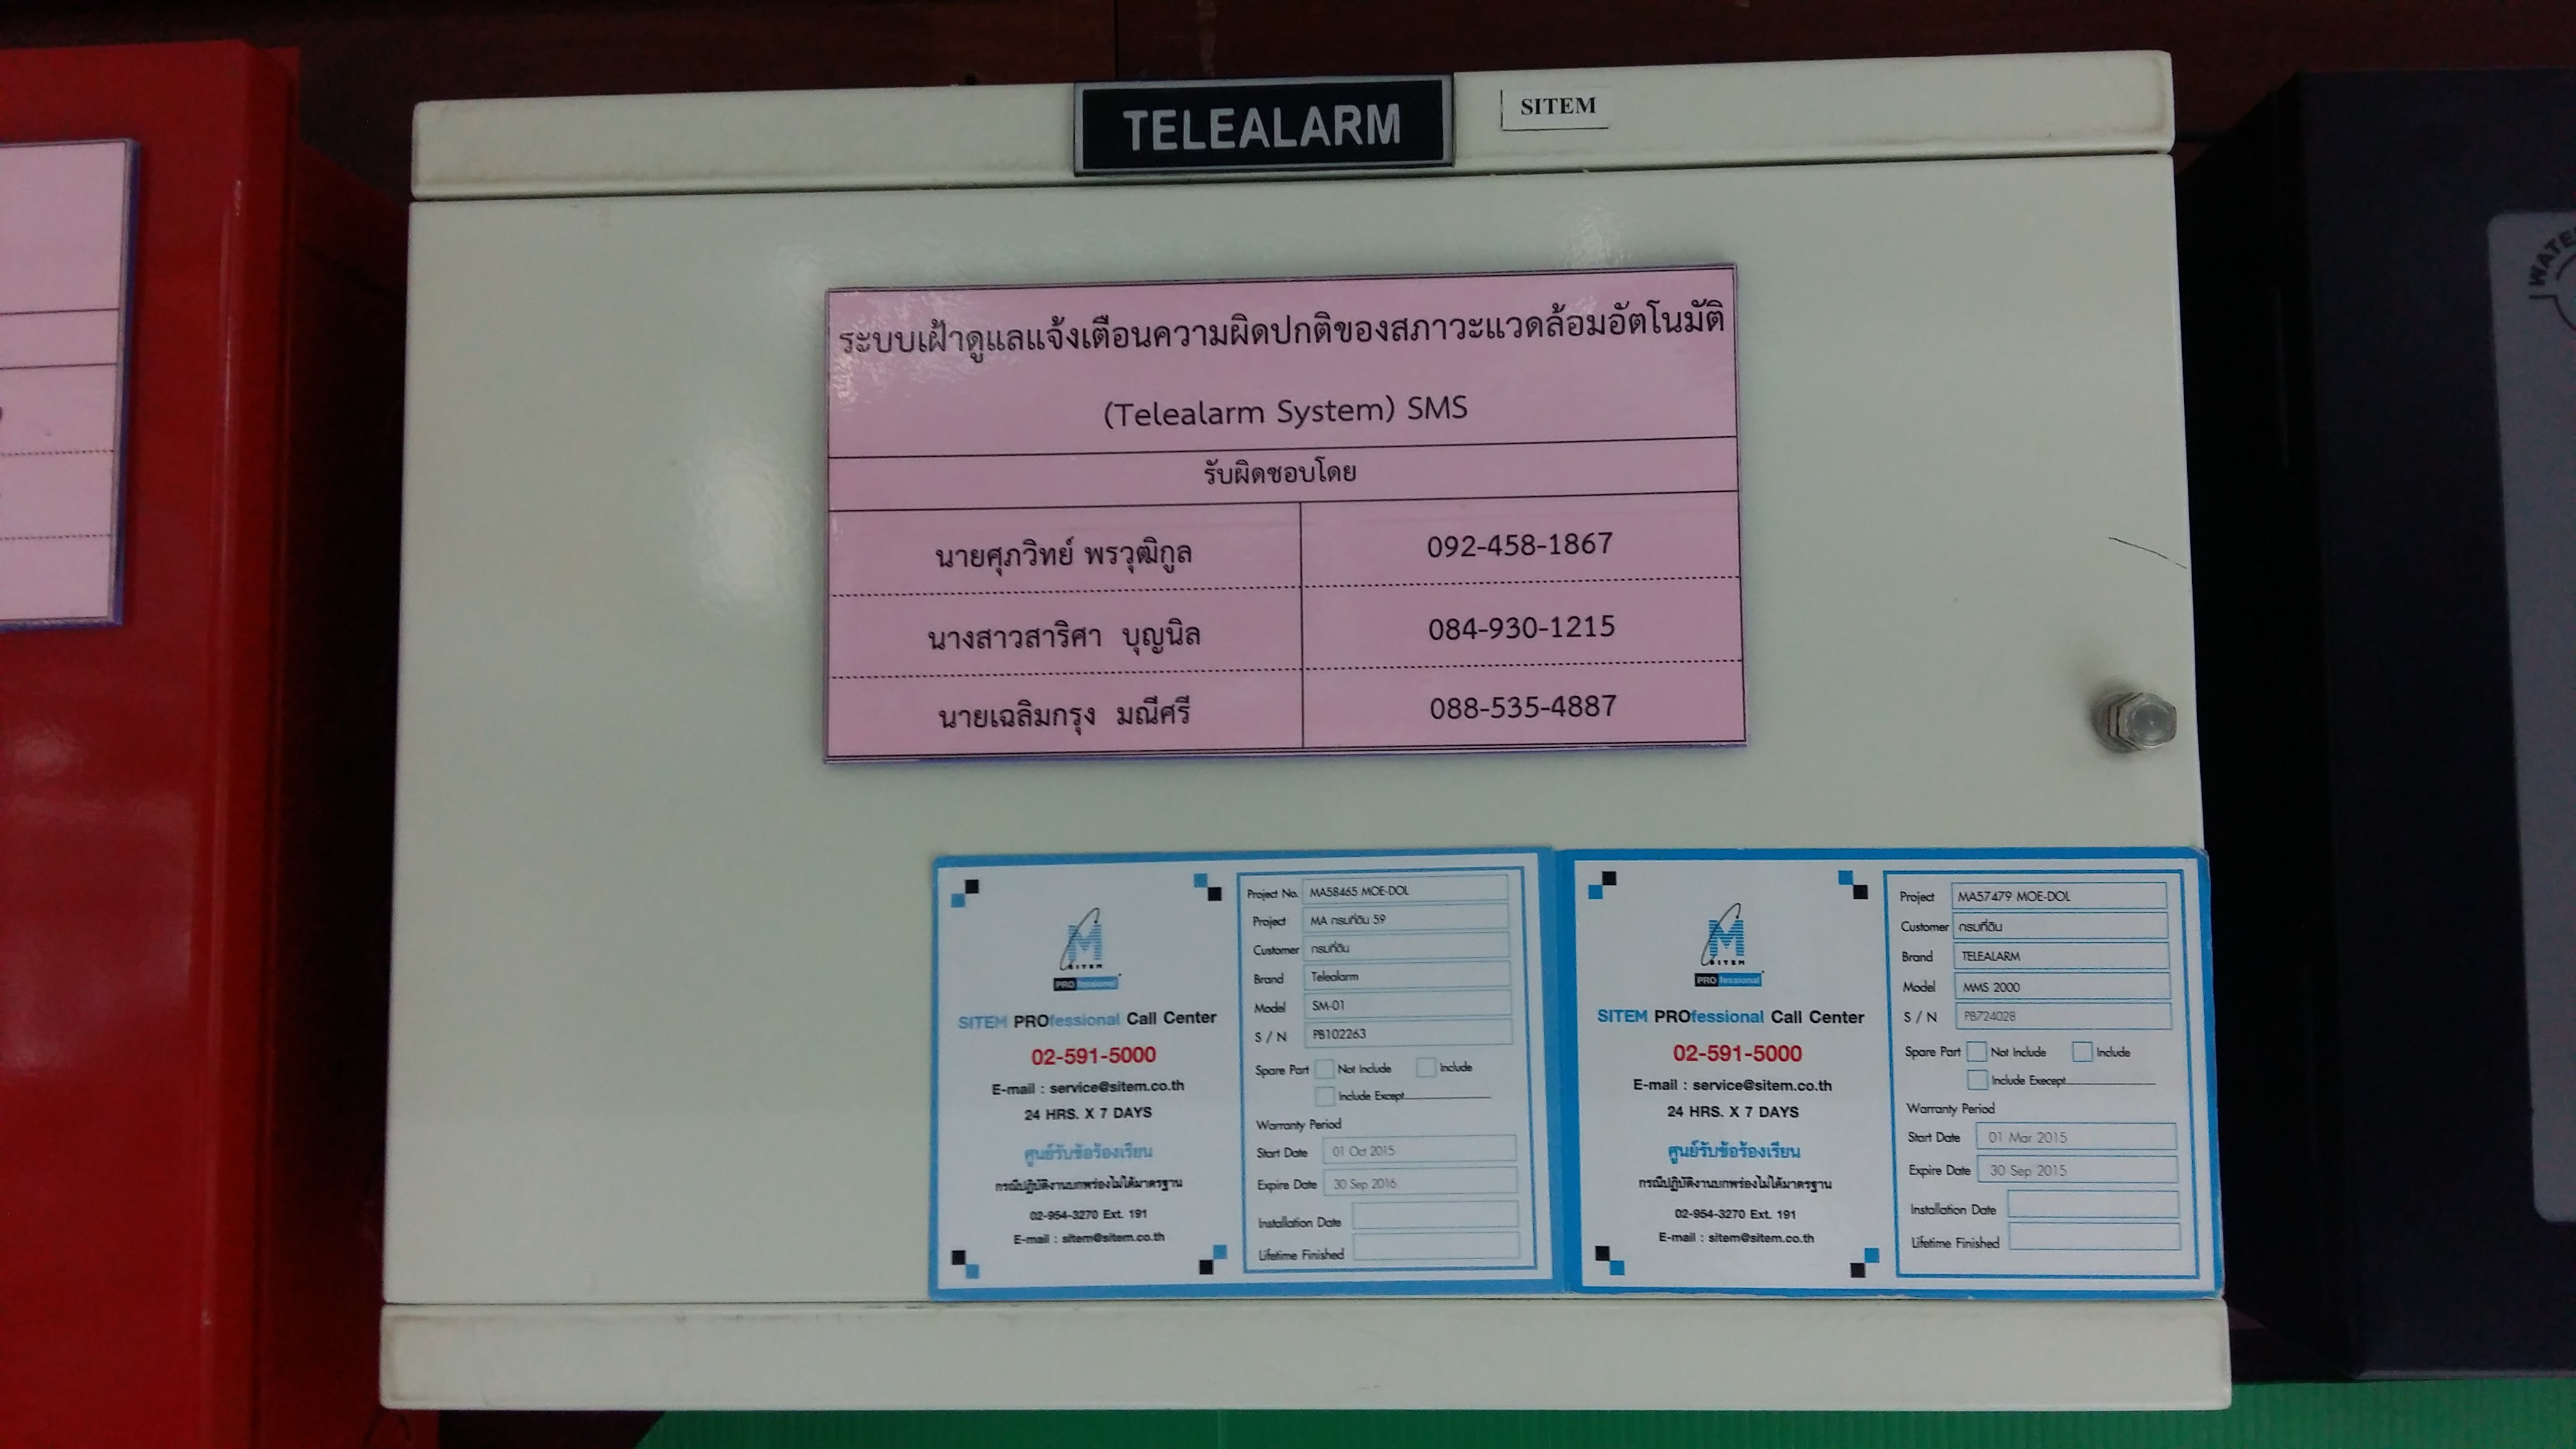 TELEALARM
SITEM
ระบบเฝ้าดูแลแจ้งเตือนความผิดปกติของสภาวะแวดล้อมอัตโนมัติ
(Telealarm System) SMS
รับผิดชอบโดย
นายศุภวิทย์ พรวุฒิกูล 092-458-1867
นางสาวสาริศา บุญนิล 084-930-1215
นายเฉลิมกรุง มณีศรี 088-535-4887
SITEM
PROfessional
SITEM PROfessional Call Center
02-591-5000
E-mail : service@sitem.co.th
24 HRS. X 7 DAYS
ศูนย์รับข้อร้องเรียน
กรณีปฏิบัติงานบกพร่องไม่ได้มาตรฐาน
02-954-3270 Ext. 191
E-mail : sitem@sitem.co.th
Project No. MA58465 MOE-DOL
Project MA กรมที่ดิน 59
Customer กรมที่ดิน
Brand Telealarm
Model SM-01
S / N PB102263
Spare Part Not Include Include
Include Except
Warranty Period
Start Date 01 Oct 2015
Expire Date 30 Sep 2016
Installation Date
Lifetime Finished
SITEM
PROfessional
SITEM PROfessional Call Center
02-591-5000
E-mail : service@sitem.co.th
24 HRS. X 7 DAYS
ศูนย์รับข้อร้องเรียน
กรณีปฏิบัติงานบกพร่องไม่ได้มาตรฐาน
02-954-3270 Ext. 191
E-mail : sitem@sitem.co.th
Project MA57479 MOE-DOL
Customer กรมที่ดิน
Brand TELEALARM
Model MMS 2000
S / N PB724028
Spare Part Not Include Include
Include Execept
Warranty Period
Start Date 01 Mar 2015
Expire Date 30 Sep 2015
Installation Date
Lifetime Finished